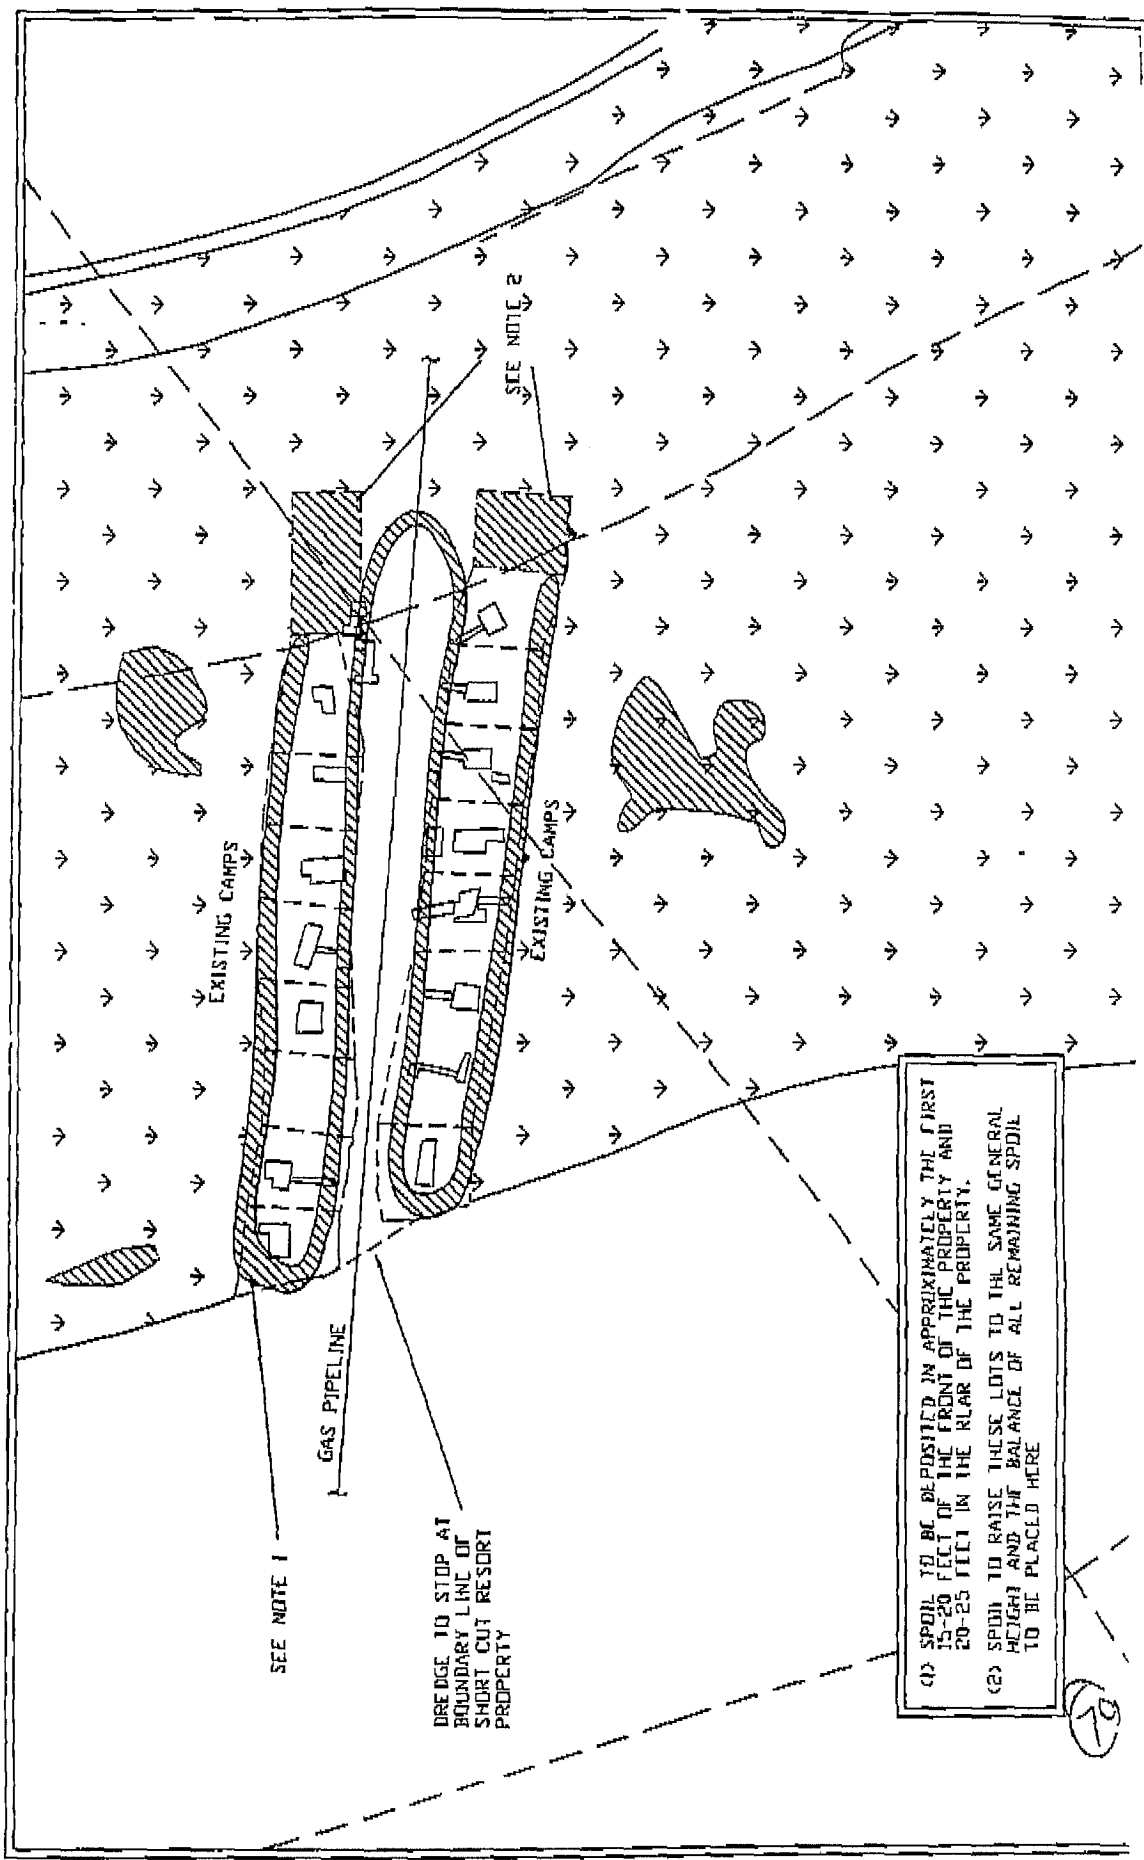 SEE NOTE 2
EXISTING CAMPS
EXISTING CAMPS
GAS PIPELINE
SEE NOTE 1
DREDGE TO STOP AT
BOUNDARY LINE OF
SHORT CUT RESORT
PROPERTY
(1) SPOIL TO BE DEPOSITED IN APPROXIMATELY THE FIRST
15-20 FEET OF THE FRONT OF THE PROPERTY AND
20-25 FEET IN THE REAR OF THE PROPERTY.
(2) SPOIL TO RAISE THESE LOTS TO THE SAME GENERAL
HEIGHT AND THE BALANCE OF ALL REMAINING SPOIL
TO BE PLACED HERE